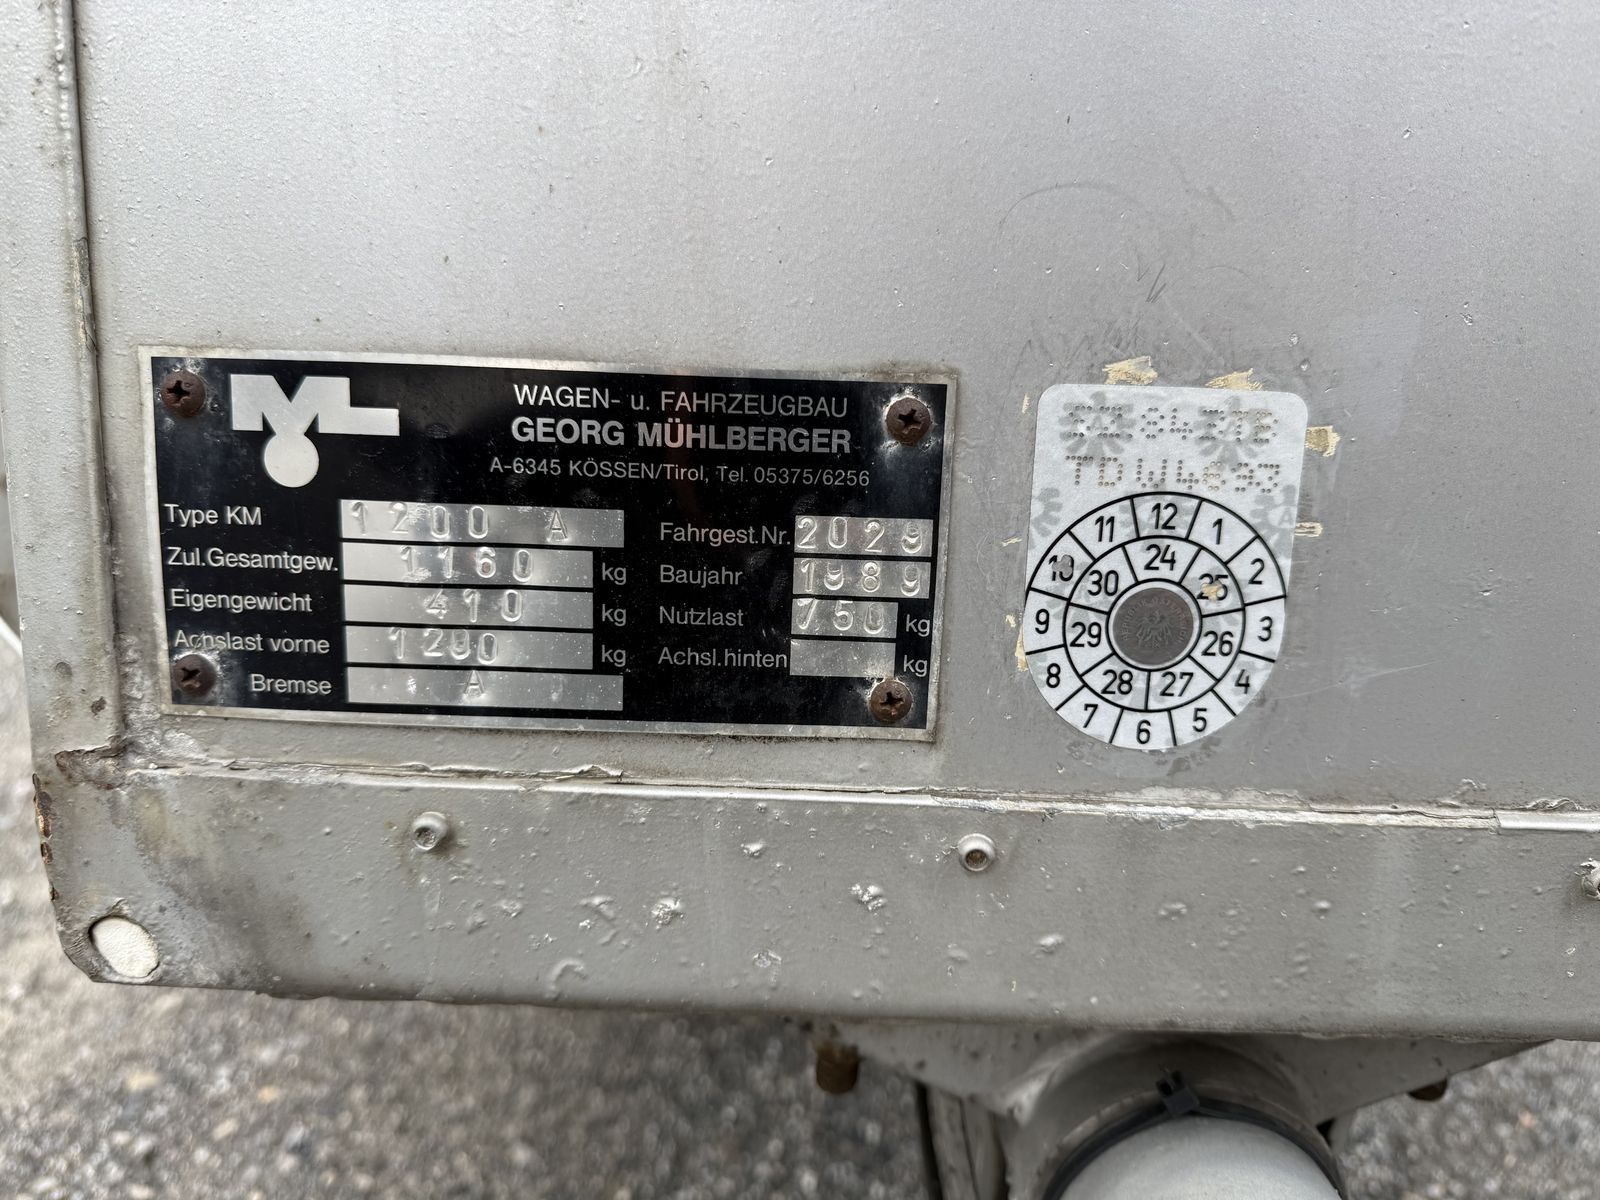 ML
WAGEN- u. FAHRZEUGBAU
GEORG MÜHLBERGER
A-6345 KÖSSEN/Tirol, Tel. 05375/6256
Type KM 1200 A
Zul.Gesamtgew. 1160 kg
Eigengewicht 410 kg
Achslast vorne 1200 kg
Bremse A
Fahrgest.Nr. 2029
Baujahr 1989
Nutzlast 750 kg
Achsl.hinten kg
11 12 1 2 3 4 5 6 7 8 9 10
24 25 26 27 28 29 30